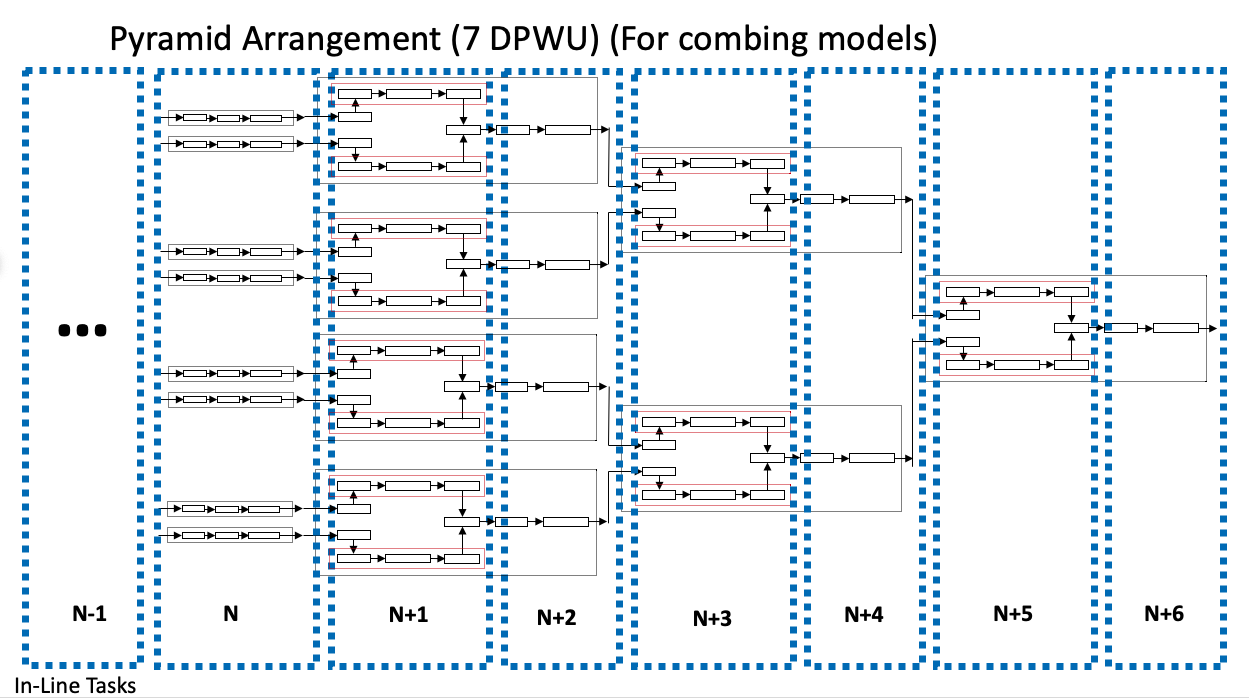 Pyramid Arrangement (7 DPWU) (For combing models)
...
N-1
N
N+1
N+2
N+3
N+4
N+5
N+6
In-Line Tasks